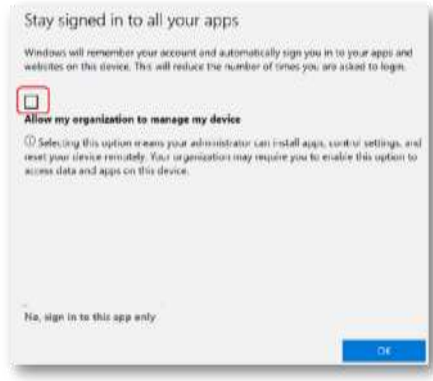 Stay signed in to all your apps
Windows will remember your account and automatically sign you in to your apps and
websites on this device. This will reduce the number of times you are asked to login.
Allow my organization to manage my device
Selecting this option means your administrator can install apps, control settings, and
reset your device remotely. Your organization may require you to enable this option to
access data and apps on this device.
No, sign in to this app only
OK